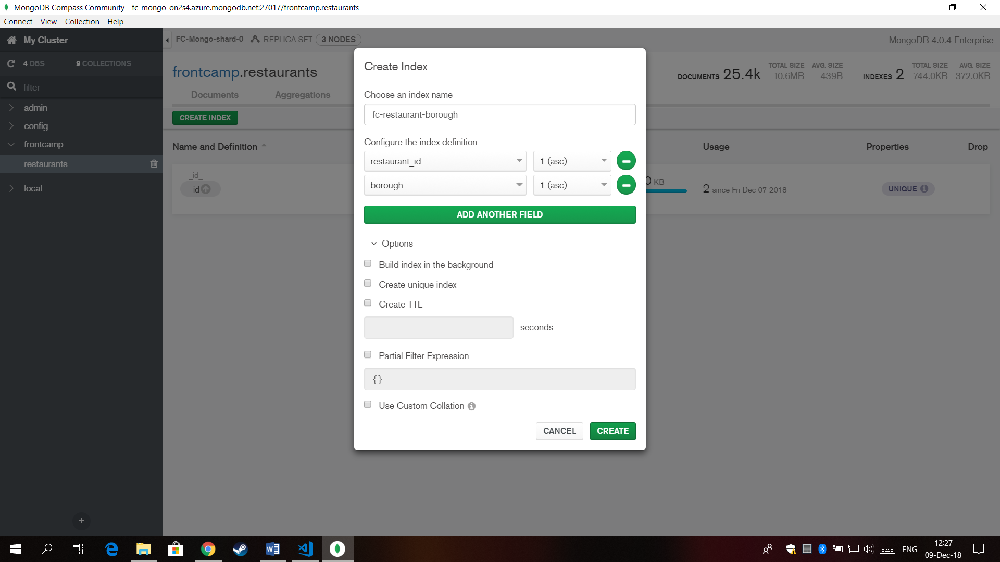 MongoDB Compass Community - fc-mongo-on2s4.azure.mongodb.net:27017/frontcamp.restaurants
Connect View Collection Help
My Cluster
4 DBS 9 COLLECTIONS
filter
admin
config
frontcamp
restaurants
local
+
FC-Mongo-shard-0 REPLICA SET 3 NODES
MongoDB 4.0.4 Enterprise
frontcamp.restaurants
DOCUMENTS 25.4k TOTAL SIZE 10.6MB AVG. SIZE 439B
INDEXES 2 TOTAL SIZE 744.0KB AVG. SIZE 372.0KB
Documents Aggregations
CREATE INDEX
Name and Definition Usage Properties Drop
_id_
_id
0 KB
2 since Fri Dec 07 2018
UNIQUE
Create Index
Choose an index name
fc-restaurant-borough
Configure the index definition
restaurant_id 1 (asc)
borough 1 (asc)
ADD ANOTHER FIELD
Options
Build index in the background
Create unique index
Create TTL
seconds
Partial Filter Expression
{}
Use Custom Collation
CANCEL CREATE
ENG
12:27
09-Dec-18